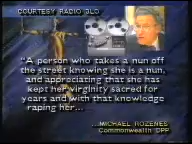 COURTESY RADIO 3LO
"A person who takes a nun off
the street knowing she is a nun,
and appreciating that she has
kept her virginity sacred for
years and with that knowledge
raping her...
...MICHAEL ROZENES
Commonwealth DPP